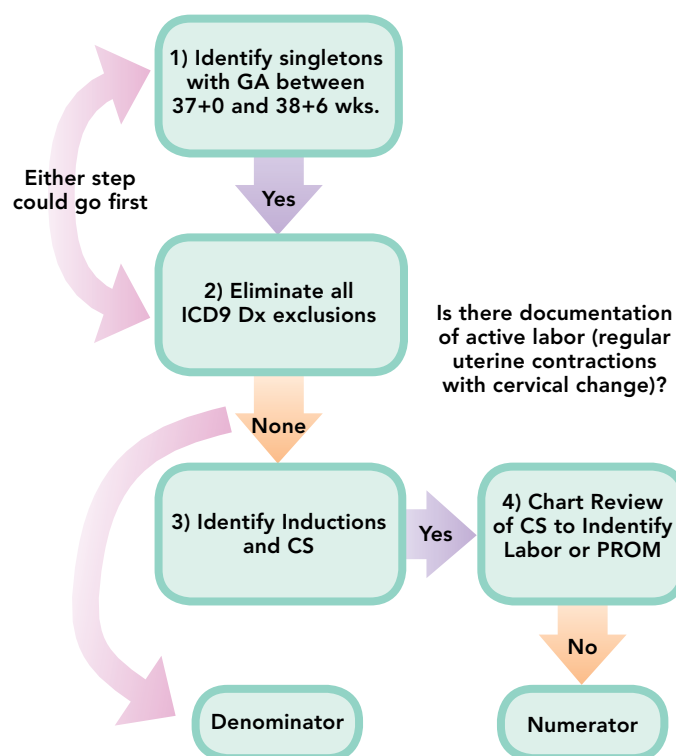 1) Identify singletons
with GA between
37+0 and 38+6 wks.
Either step
could go first
Yes
2) Eliminate all
ICD9 Dx exclusions
Is there documentation
of active labor (regular
uterine contractions
with cervical change)?
None
3) Identify Inductions
and CS
Yes
4) Chart Review
of CS to Indentify
Labor or PROM
No
Denominator
Numerator